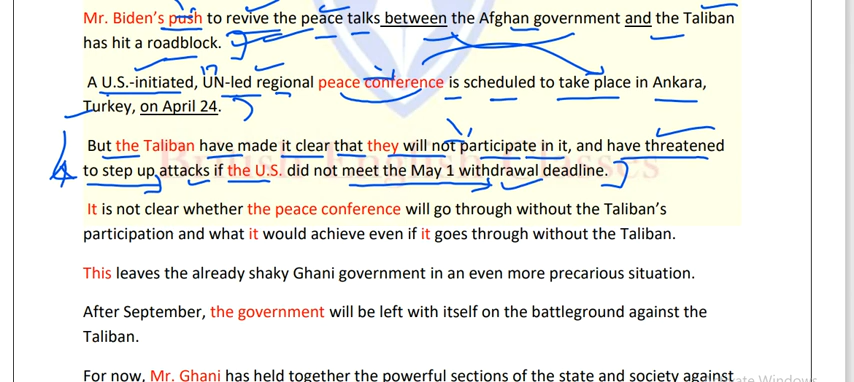 Mr. Biden's push to revive the peace talks between the Afghan government and the Taliban
has hit a roadblock.
A U.S.-initiated, UN-led regional peace conference is scheduled to take place in Ankara,
Turkey, on April 24.
But the Taliban have made it clear that they will not participate in it, and have threatened
to step up attacks if the U.S. did not meet the May 1 withdrawal deadline.
It is not clear whether the peace conference will go through without the Taliban's
participation and what it would achieve even if it goes through without the Taliban.
This leaves the already shaky Ghani government in an even more precarious situation.
After September, the government will be left with itself on the battleground against the
Taliban.
For now, Mr. Ghani has held together the powerful sections of the state and society against